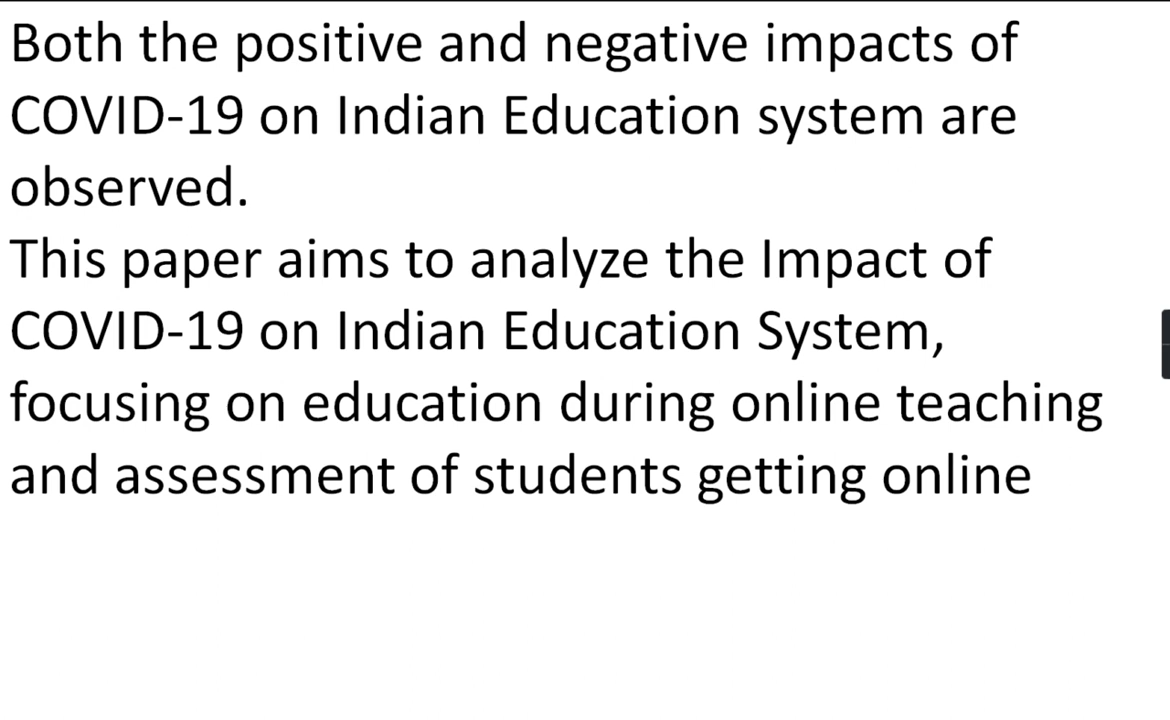 Both the positive and negative impacts of
COVID-19 on Indian Education system are
observed.
This paper aims to analyze the Impact of
COVID-19 on Indian Education System,
focusing on education during online teaching
and assessment of students getting online